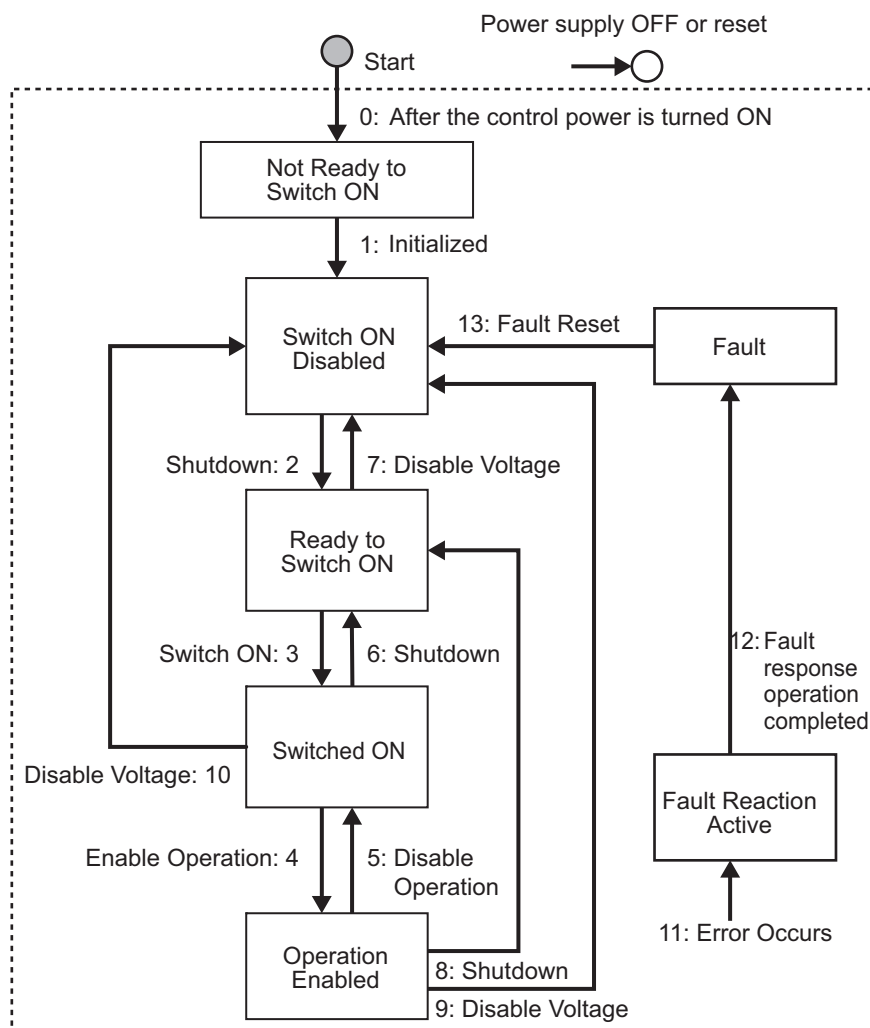 Power supply OFF or reset
Start
0: After the control power is turned ON
Not Ready to
Switch ON
1: Initialized
Switch ON
Disabled
13: Fault Reset
Fault
Shutdown: 2
7: Disable Voltage
Ready to
Switch ON
Switch ON: 3
6: Shutdown
12: Fault
response
operation
completed
Switched ON
Disable Voltage: 10
Fault Reaction
Active
Enable Operation: 4
5: Disable
Operation
11: Error Occurs
Operation
Enabled
8: Shutdown
9: Disable Voltage